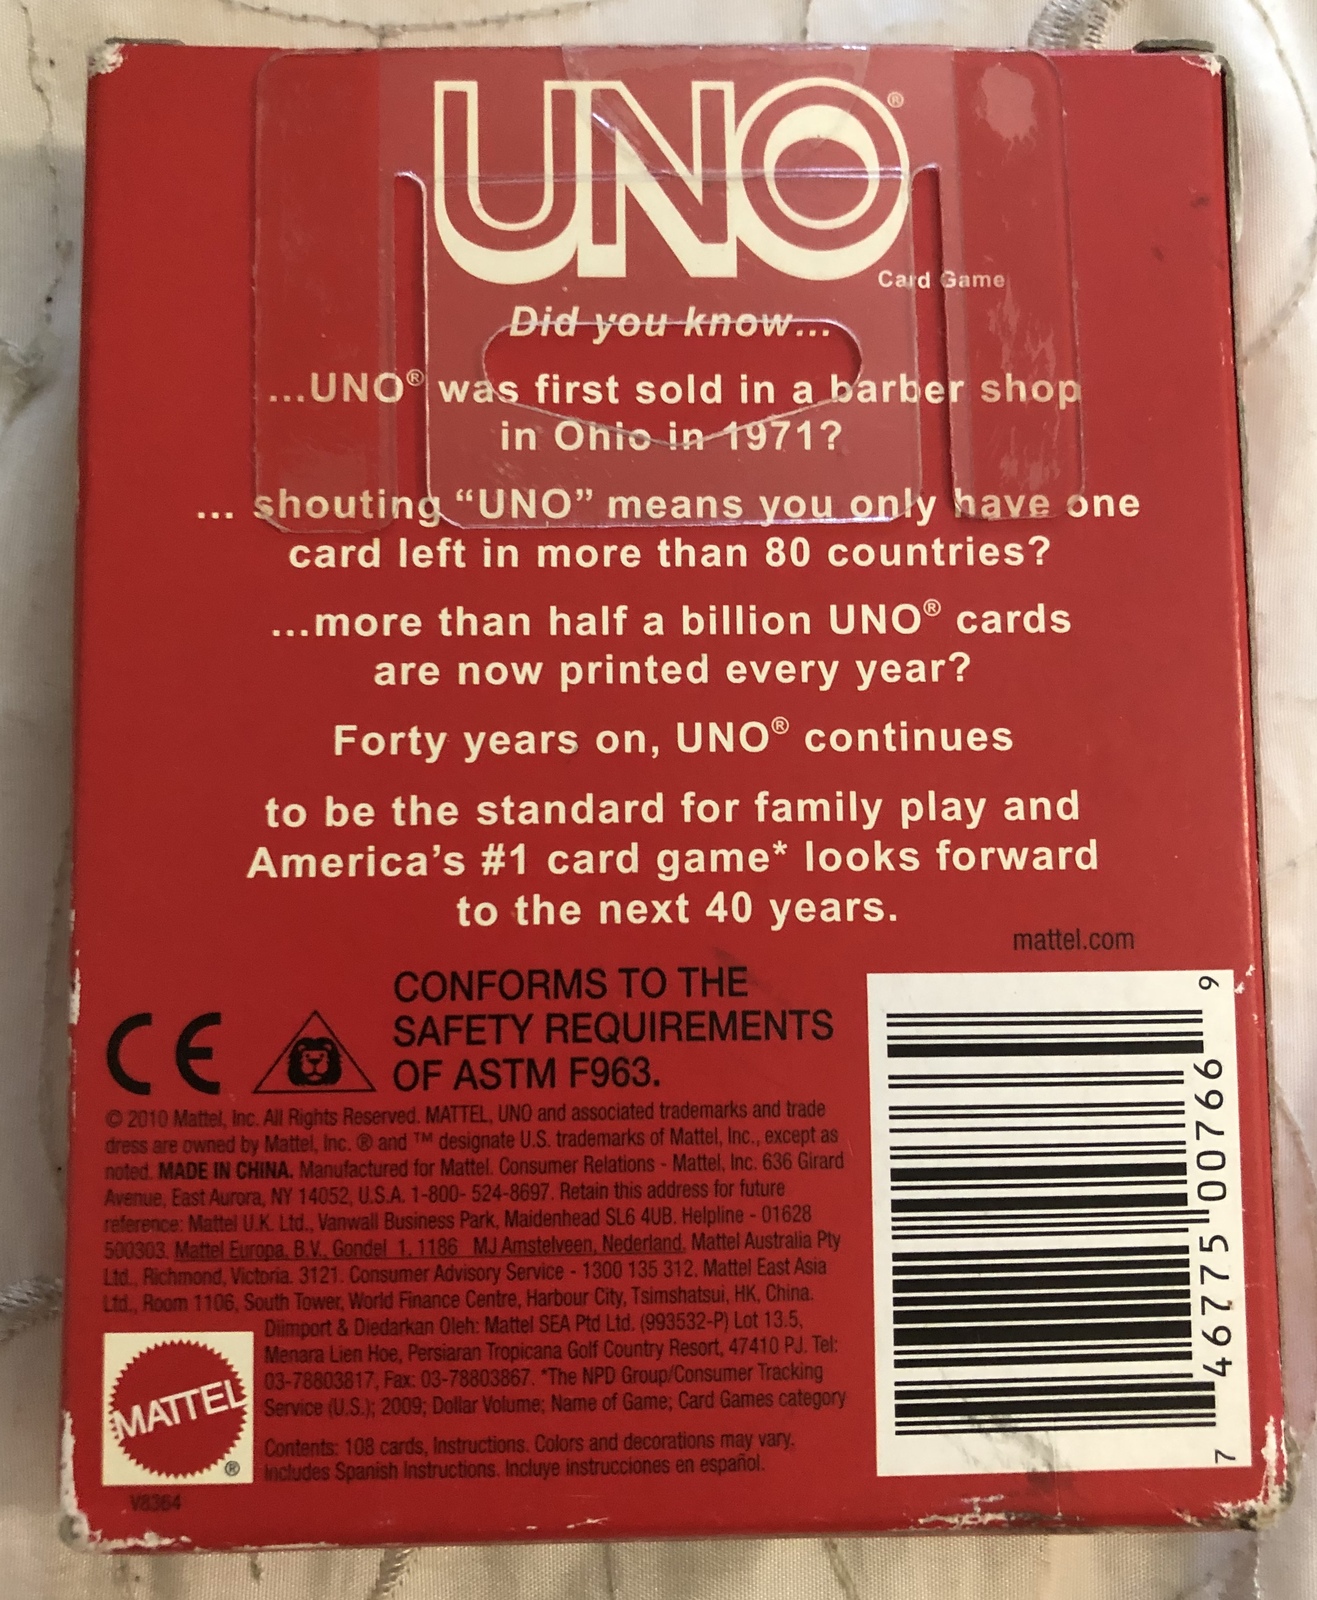 UNO®
Card Game
Did you know...
...UNO® was first sold in a barber shop
in Ohio in 1971?
... shouting “UNO” means you only have one
card left in more than 80 countries?
...more than half a billion UNO® cards
are now printed every year?
Forty years on, UNO® continues
to be the standard for family play and
America’s #1 card game* looks forward
to the next 40 years.
mattel.com
CE
CONFORMS TO THE
SAFETY REQUIREMENTS
OF ASTM F963.
© 2010 Mattel, Inc. All Rights Reserved. MATTEL, UNO and associated trademarks and trade
dress are owned by Mattel, Inc. ® and ™ designate U.S. trademarks of Mattel, Inc., except as
noted. MADE IN CHINA. Manufactured for Mattel. Consumer Relations - Mattel, Inc. 636 Girard
Avenue, East Aurora, NY 14052, U.S.A. 1-800- 524-8697. Retain this address for future
reference: Mattel U.K. Ltd., Vanwall Business Park, Maidenhead SL6 4UB. Helpline - 01628
500303. Mattel Europa, B.V., Gondel 1, 1186 MJ Amstelveen, Nederland. Mattel Australia Pty
Ltd., Richmond, Victoria. 3121. Consumer Advisory Service - 1300 135 312. Mattel East Asia
Ltd., Room 1106, South Tower, World Finance Centre, Harbour City, Tsimshatsui, HK, China.
Diimport & Diedarkan Oleh: Mattel SEA Ptd Ltd. (993532-P) Lot 13.5,
Menara Lien Hoe, Persiaran Tropicana Golf Country Resort, 47410 PJ. Tel:
03-78803817, Fax: 03-78803867. *The NPD Group/Consumer Tracking
Service (U.S.); 2009; Dollar Volume; Name of Game; Card Games category
Contents: 108 cards, Instructions. Colors and decorations may vary.
Includes Spanish Instructions. Incluye instrucciones en español.
MATTEL®
V8364
7 46775 00796 9